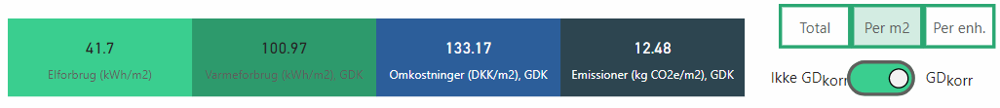 41.7
Elforbrug (kWh/m2)
100.97
Varmeforbrug (kWh/m2), GDK
133.17
Omkostninger (DKK/m2), GDK
12.48
Emissioner (kg CO2e/m2), GDK
Total
Per m2
Per enh.
Ikke GDkorr
GDkorr